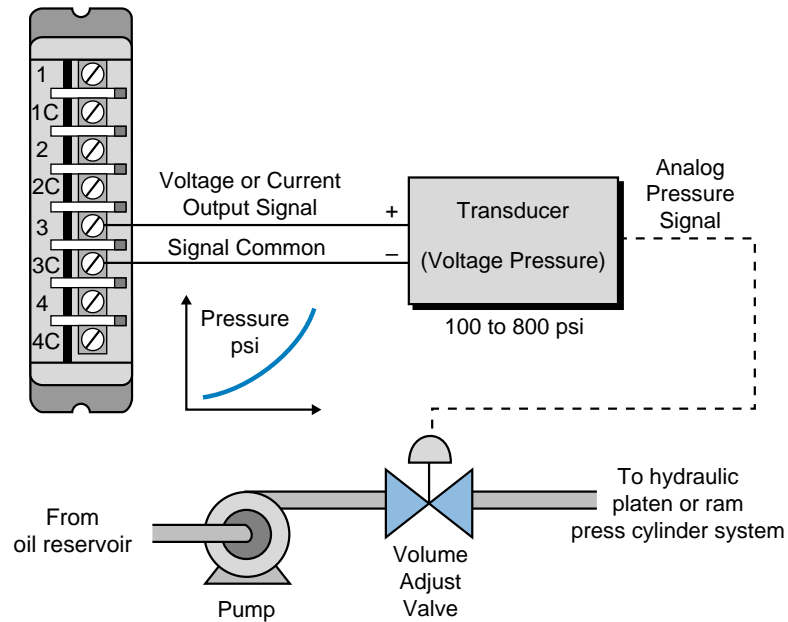 1
1C
2
2C
3
3C
4
4C
Voltage or Current
Output Signal
Signal Common
+
–
Transducer
(Voltage Pressure)
100 to 800 psi
Analog
Pressure
Signal
Pressure
psi
From
oil reservoir
Pump
Volume
Adjust
Valve
To hydraulic
platen or ram
press cylinder system